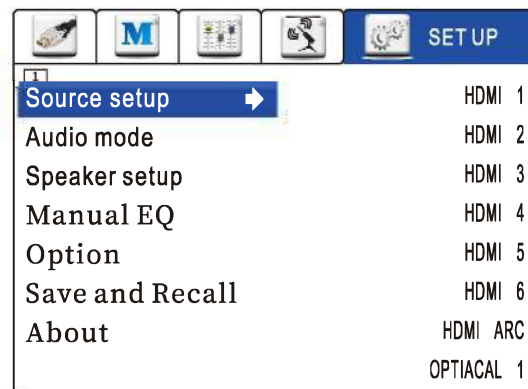 M SET UP
1
Source setup HDMI 1
Audio mode HDMI 2
Speaker setup HDMI 3
Manual EQ HDMI 4
Option HDMI 5
Save and Recall HDMI 6
About HDMI ARC
OPTIACAL 1